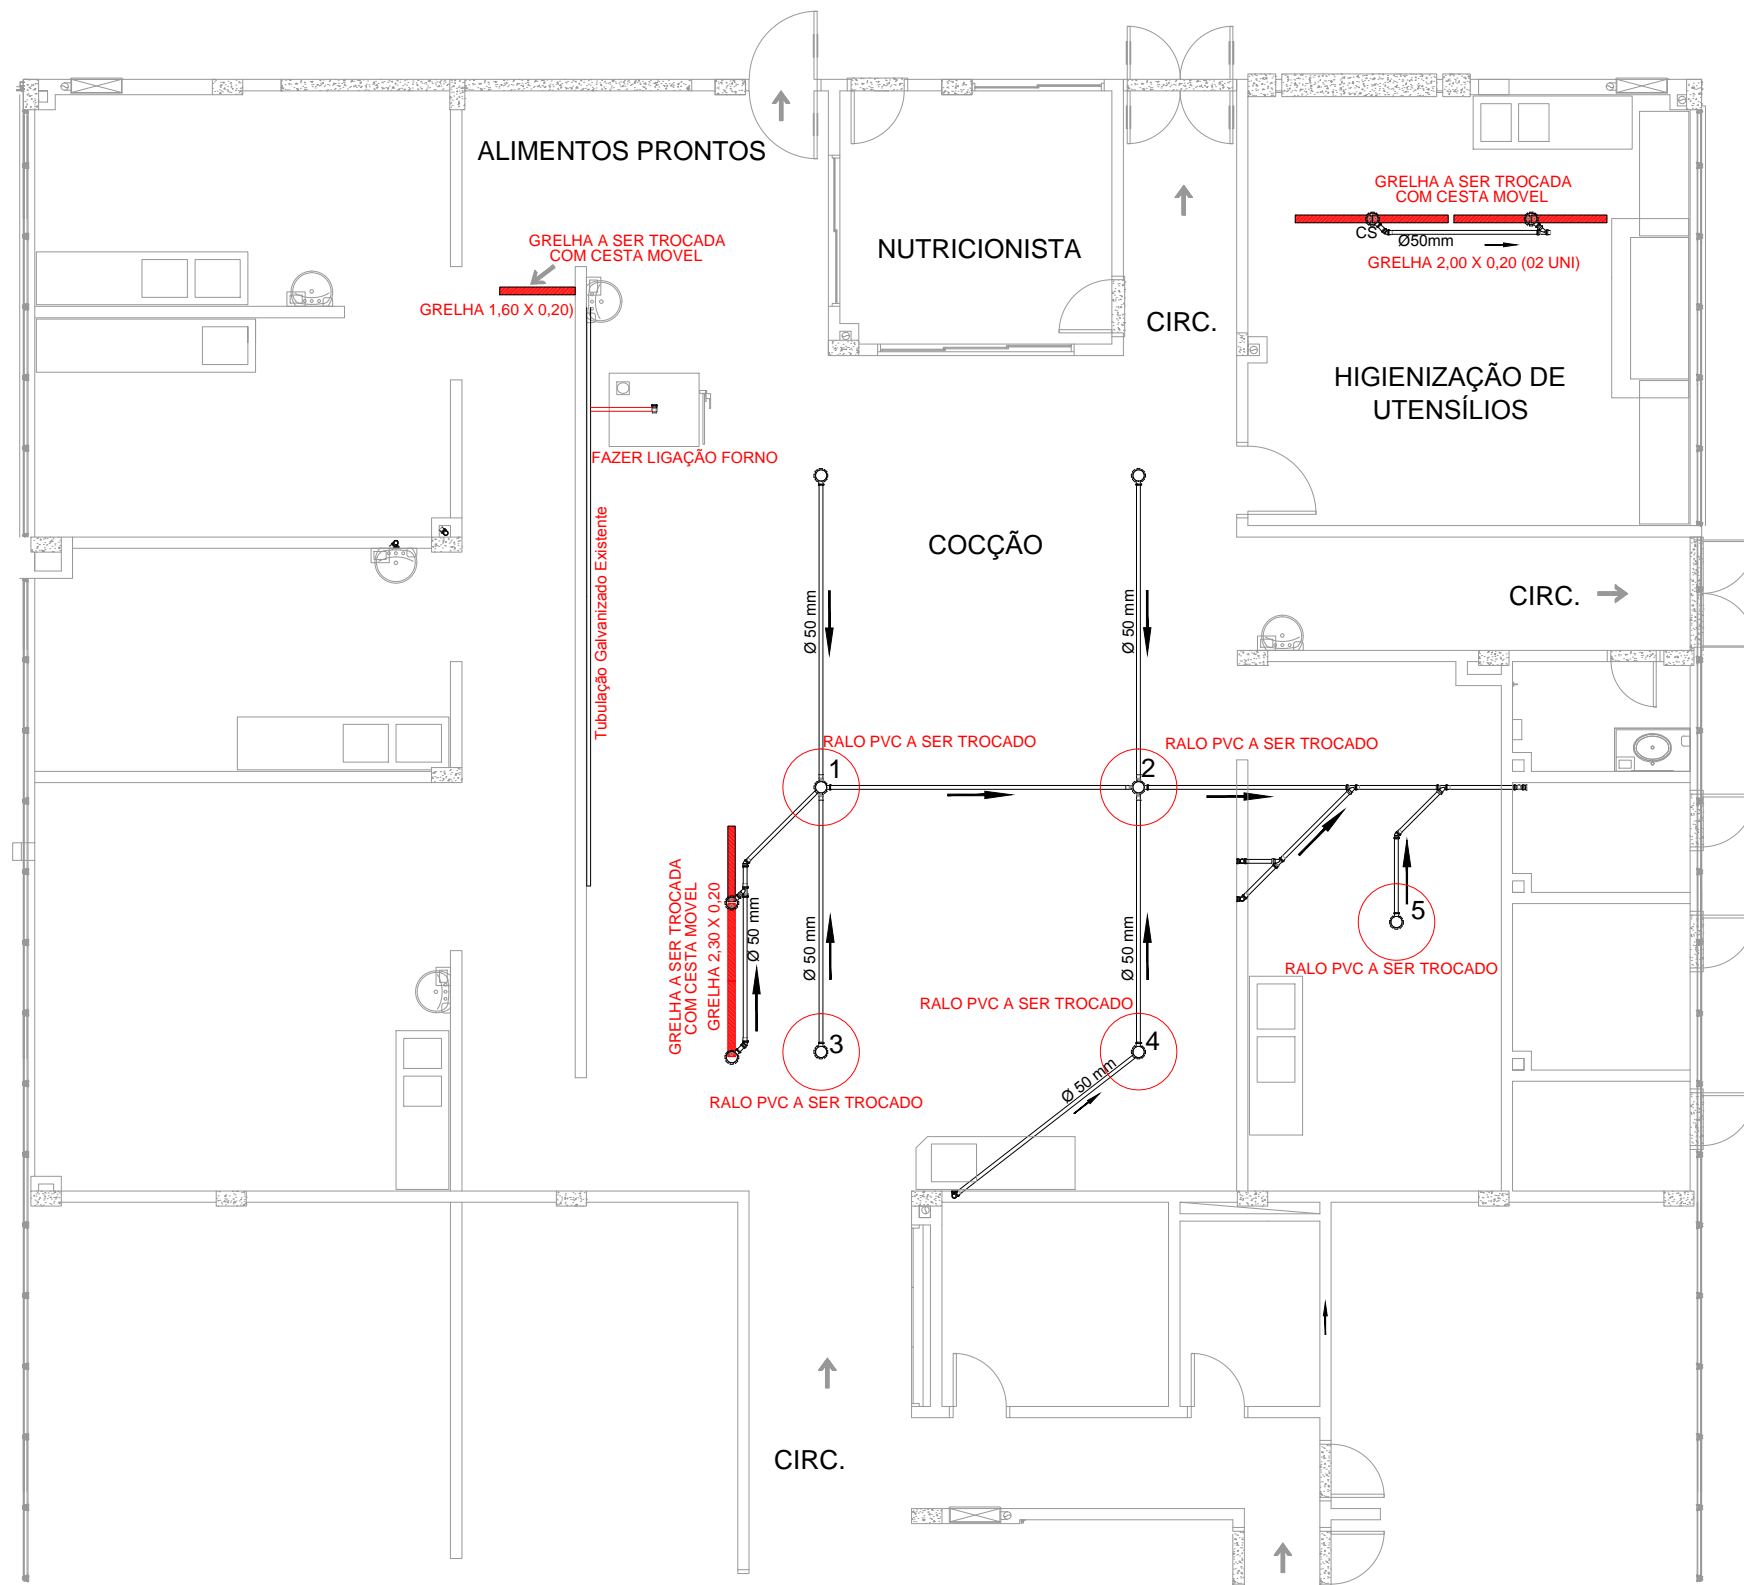 ALIMENTOS PRONTOS
GRELHA A SER TROCADA
COM CESTA MOVEL
GRELHA 1,60 X 0,20)
NUTRICIONISTA
CIRC.
GRELHA A SER TROCADA
COM CESTA MOVEL
CS
Ø50mm
GRELHA 2,00 X 0,20 (02 UNI)
HIGIENIZAÇÃO DE
UTENSÍLIOS
FAZER LIGAÇÃO FORNO
Tubulação Galvanizado Existente
COCÇÃO
CIRC.
Ø 50 mm
Ø 50 mm
RALO PVC A SER TROCADO
1
RALO PVC A SER TROCADO
2
GRELHA A SER TROCADA
COM CESTA MOVEL
GRELHA 2,30 X 0,20
Ø 50 mm
Ø 50 mm
Ø 50 mm
5
RALO PVC A SER TROCADO
RALO PVC A SER TROCADO
3
4
Ø 50 mm
RALO PVC A SER TROCADO
CIRC.